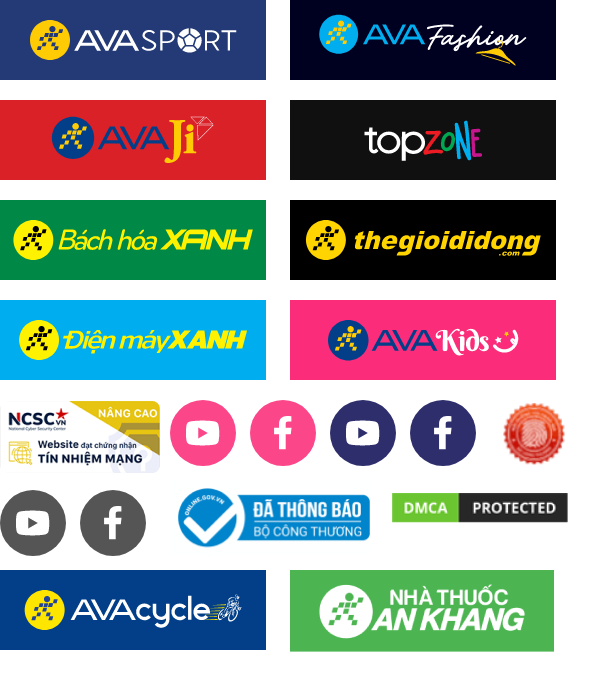 AVASPORT
AVA Fashion
AVAJi
topzone
Bách hóa XANH
thegioididong
.com
Điện máy XANH
AVAKids
NCSC VN
National Cyber Security Center
NÂNG CAO
Website đạt chứng nhận
TÍN NHIỆM MẠNG
ONLINE.GOV.VN
ĐÃ THÔNG BÁO
BỘ CÔNG THƯƠNG
DMCA PROTECTED
AVAcycle
NHÀ THUỐC
AN KHANG